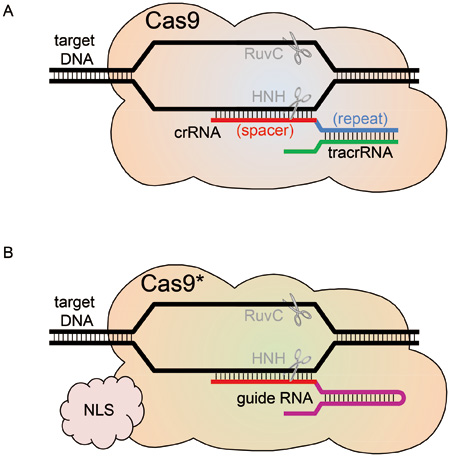 A
Cas9
target
DNA
RuvC
HNH
crRNA
(spacer)
(repeat)
tracrRNA
B
Cas9*
target
DNA
RuvC
HNH
guide RNA
NLS